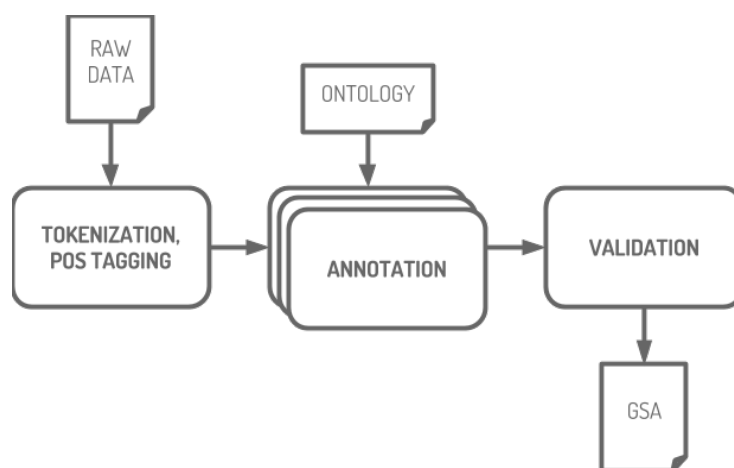 RAW
DATA
ONTOLOGY
TOKENIZATION,
POS TAGGING
ANNOTATION
VALIDATION
GSA